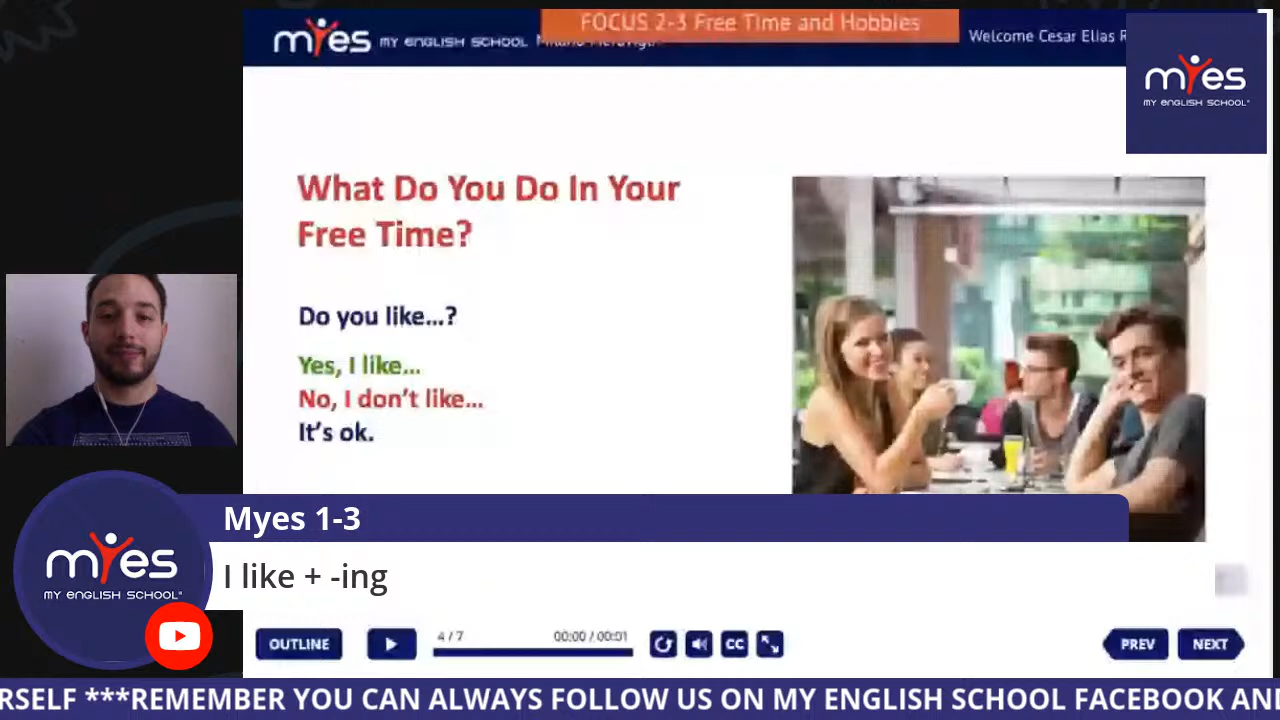 FOCUS 2-3 Free Time and Hobbies
myes MY ENGLISH SCHOOL
Welcome Cesar Elias
myes
MY ENGLISH SCHOOL
What Do You Do In Your
Free Time?
Do you like...?
Yes, I like...
No, I don't like...
It's ok.
Myes 1-3
myes
MY ENGLISH SCHOOL
I like + -ing
OUTLINE
4 / 7
00:00 / 00:01
CC
PREV
NEXT
RSELF ***REMEMBER YOU CAN ALWAYS FOLLOW US ON MY ENGLISH SCHOOL FACEBOOK AN